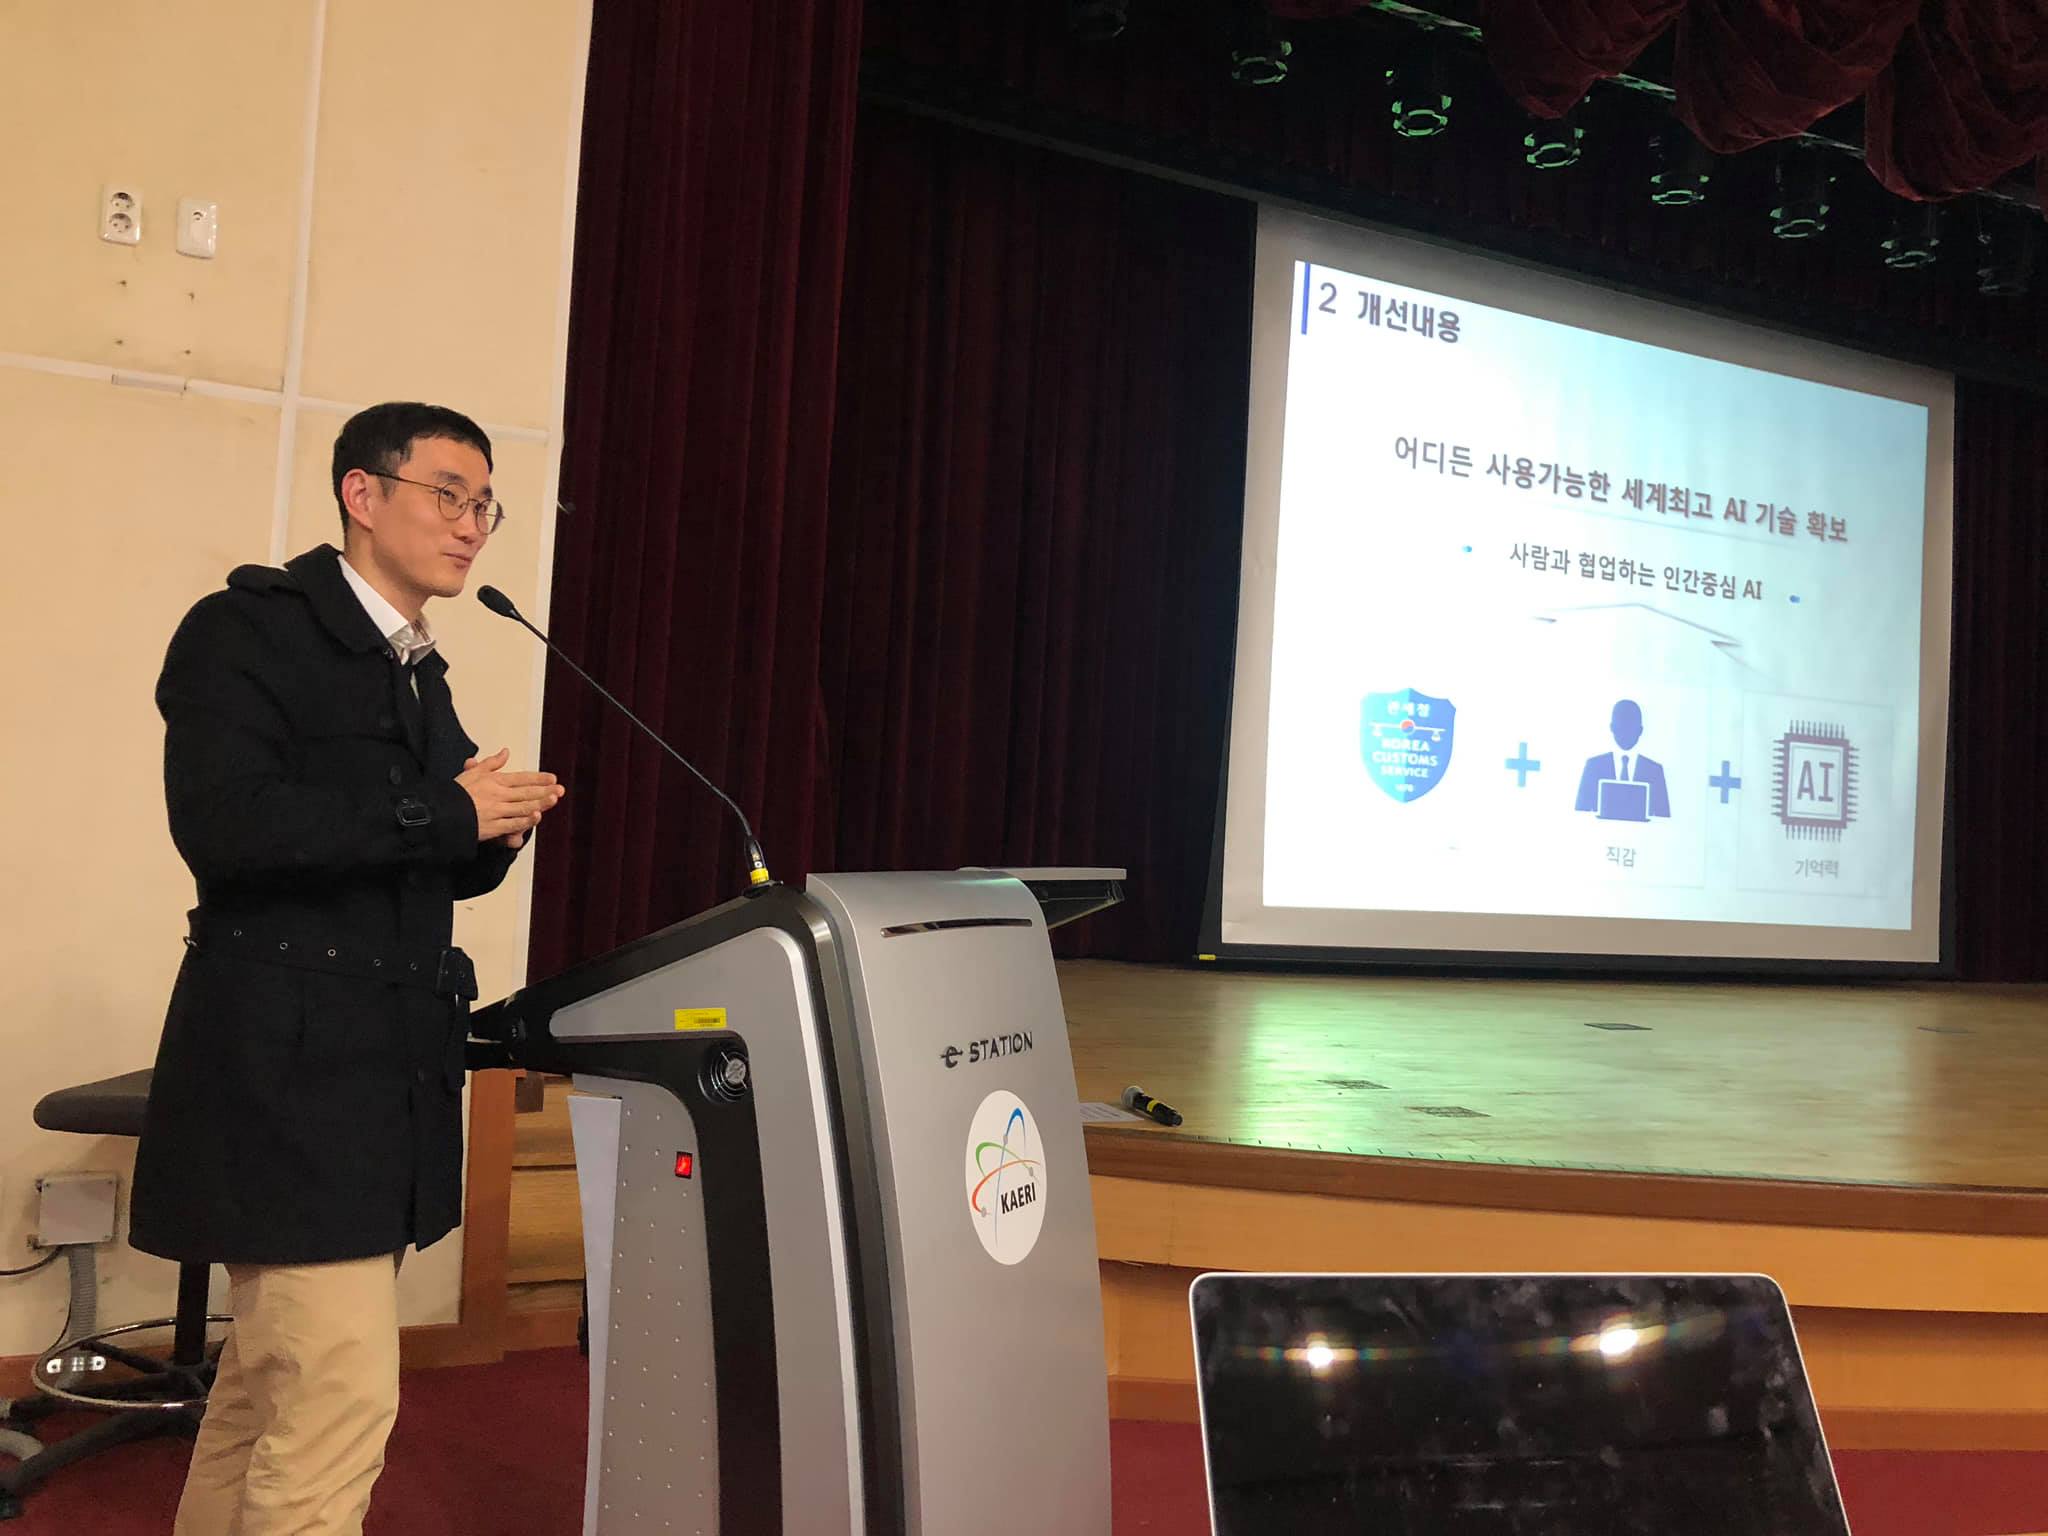 2 개선내용
어디든 사용가능한 세계최고 AI 기술 확보
사람과 협업하는 인간중심 AI
관세청
KOREA
CUSTOMS
SERVICE
1970
AI
직감
기억력
e STATION
KAERI